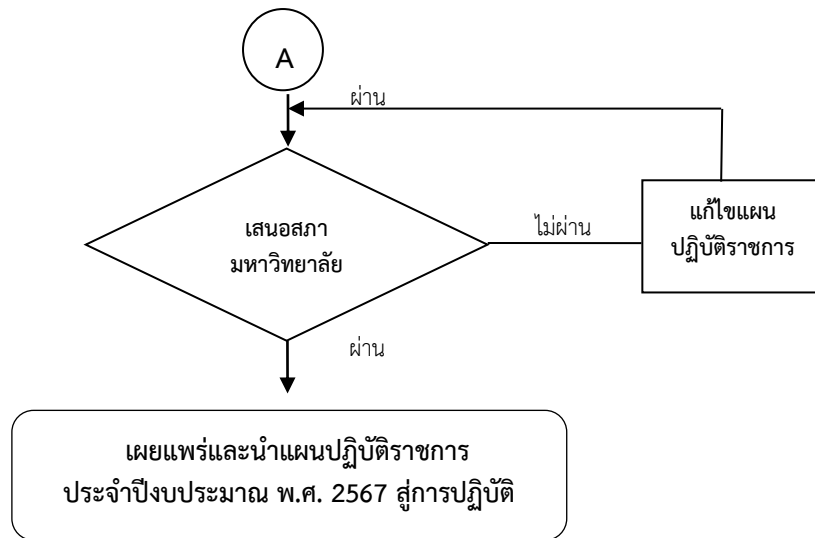 A
ผ่าน
เสนอสภา
มหาวิทยาลัย
ไม่ผ่าน
แก้ไขแผน
ปฏิบัติราชการ
ผ่าน
เผยแพร่และนำแผนปฏิบัติราชการ
ประจำปีงบประมาณ พ.ศ. 2567 สู่การปฏิบัติ